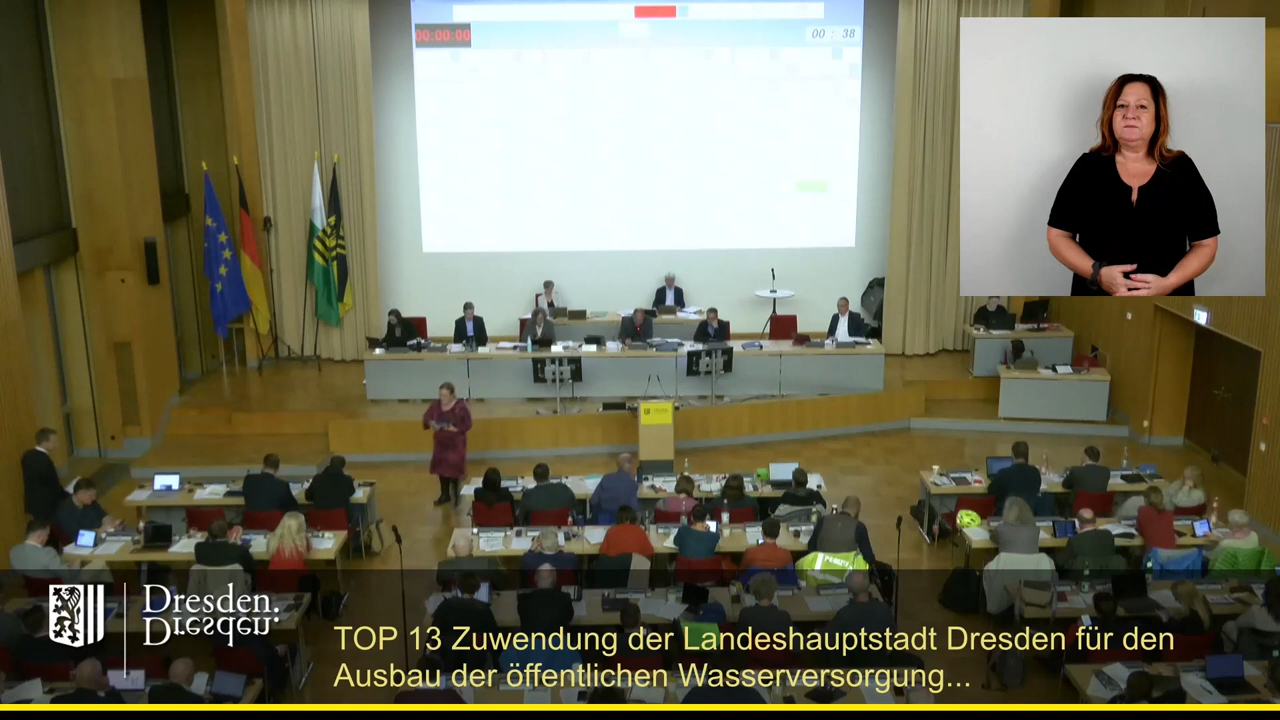 00:00:00
00 : 38
Dresden.
Dresden.
TOP 13 Zuwendung der Landeshauptstadt Dresden für den
Ausbau der öffentlichen Wasserversorgung...